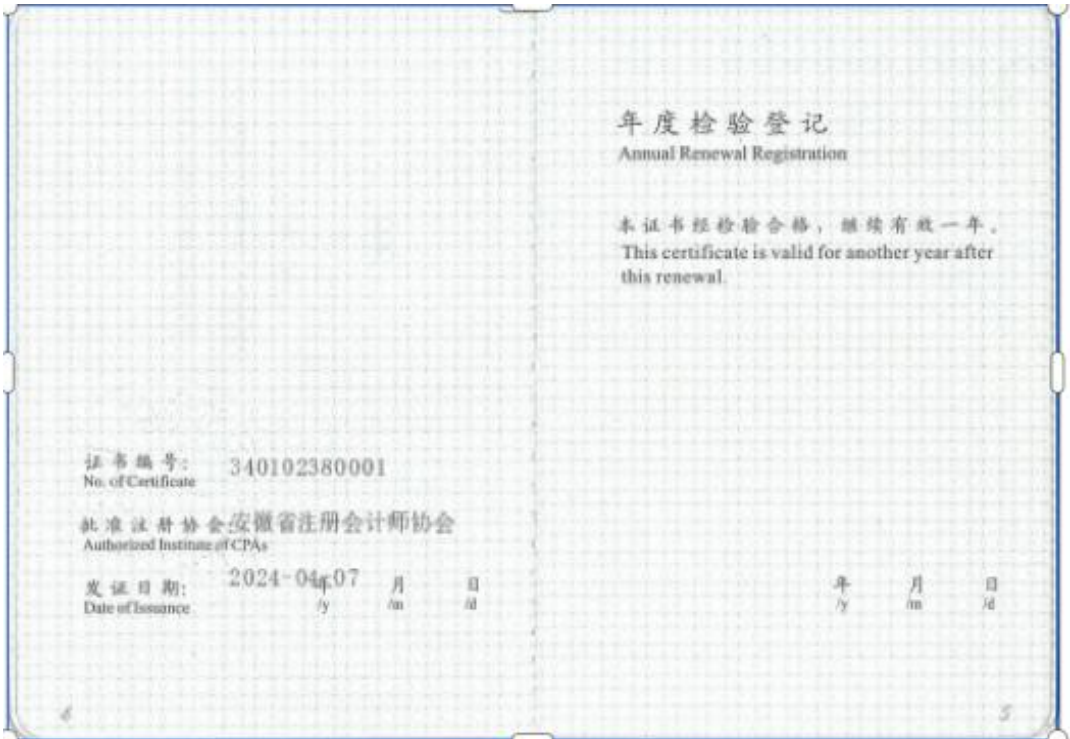 证书编号: 340102380001
No. of Certificate
批准注册协会: 安徽省注册会计师协会
Authorized Institute of CPAs
发证日期: 2024-04-07 年 月 日
Date of Issuance /y /m /d
年度检验登记
Annual Renewal Registration
本证书经检验合格，继续有效一年。
This certificate is valid for another year after
this renewal.
年 月 日
/y /m /d
5